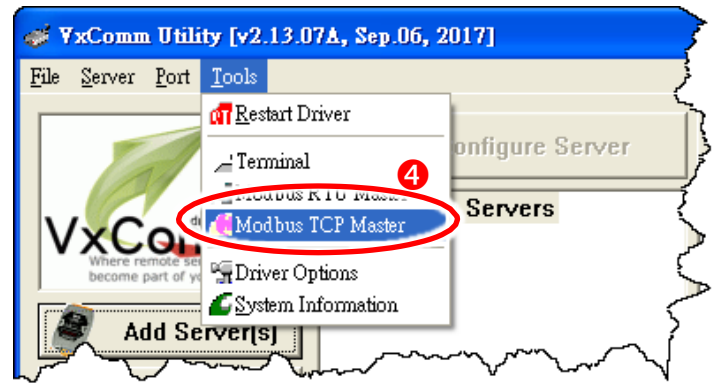 VxComm Utility [v2.13.07A, Sep.06, 2017]
File Server Port Tools
Restart Driver
onfigure Server
Terminal
4
Modbus RTU Master
Servers
Modbus TCP Master
VxCom
Where remote se
become part of yo
Driver Options
System Information
Add Server(s)